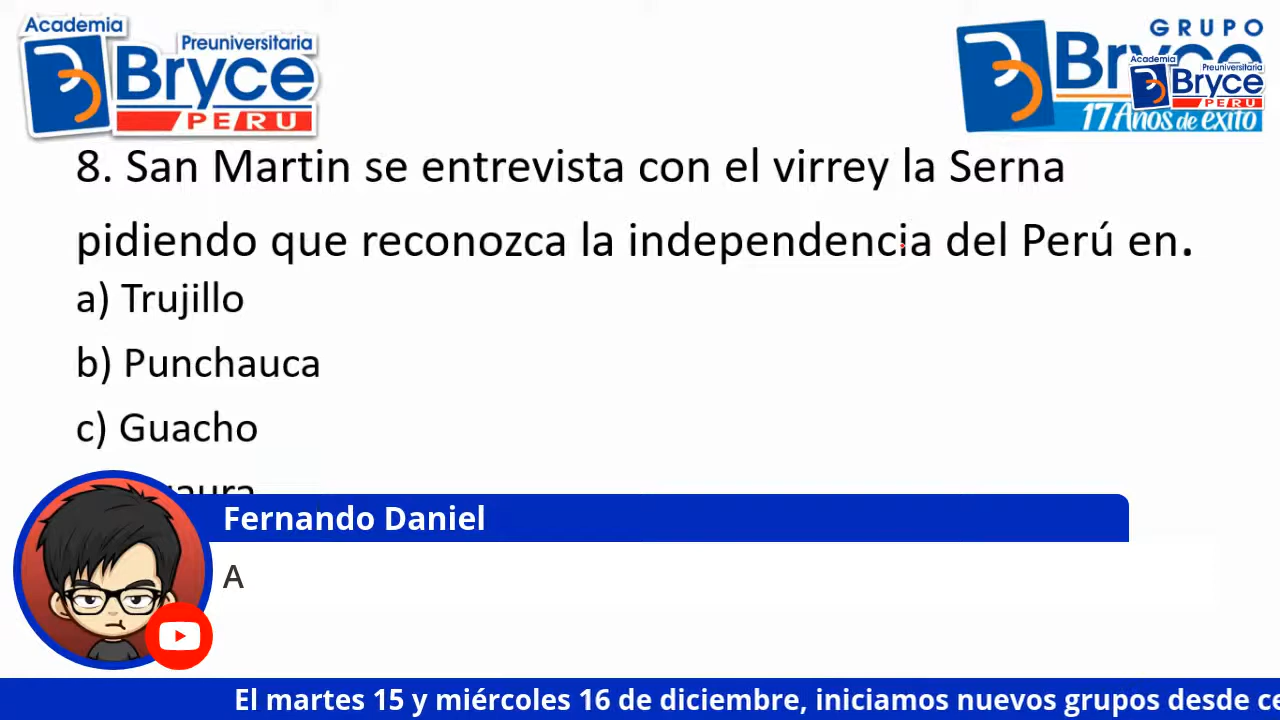 Academia
Preuniversitaria
Bryce
PERU
GRUPO
17 Años de éxito
Academia
Preuniversitaria
Bryce
PERU
8. San Martin se entrevista con el virrey la Serna
pidiendo que reconozca la independencia del Perú en.
a) Trujillo
b) Punchauca
c) Guacho
Fernando Daniel
A
El martes 15 y miércoles 16 de diciembre, iniciamos nuevos grupos desde